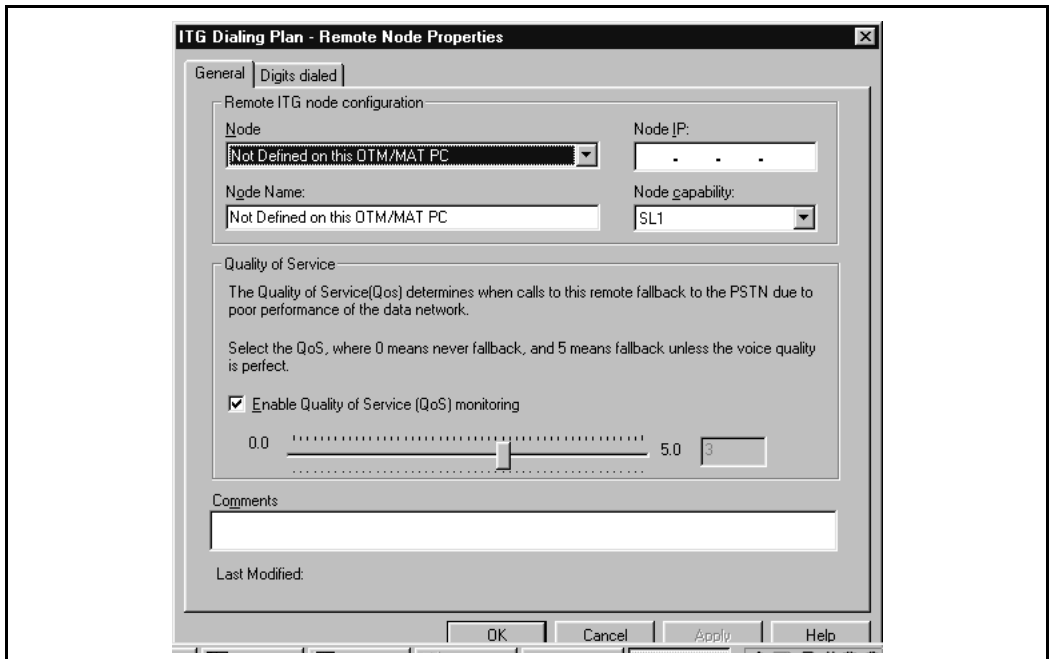 ITG Dialing Plan - Remote Node Properties
General
Digits dialed
Remote ITG node configuration
Node
Node IP:
Not Defined on this OTM/MAT PC
. . .
Node Name:
Node capability:
Not Defined on this OTM/MAT PC
SL1
Quality of Service
The Quality of Service(Qos) determines when calls to this remote fallback to the PSTN due to
poor performance of the data network.
Select the QoS, where 0 means never fallback, and 5 means fallback unless the voice quality
is perfect.
Enable Quality of Service (QoS) monitoring
0.0
5.0
3
Comments
Last Modified:
OK
Cancel
Apply
Help